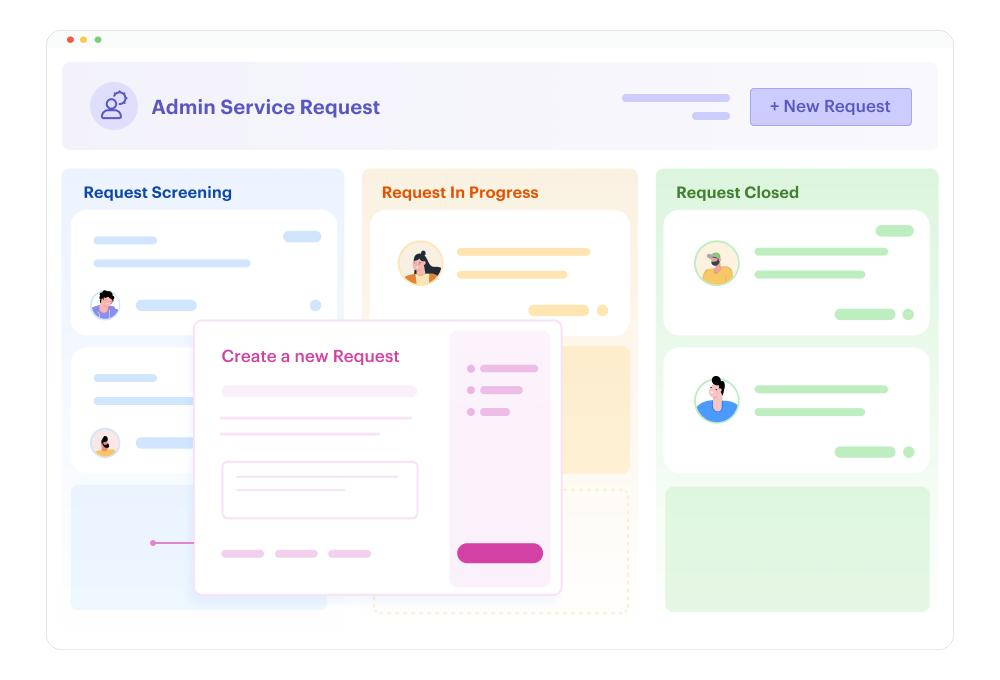 Admin Service Request
+ New Request
Request Screening
Request In Progress
Request Closed
Create a new Request